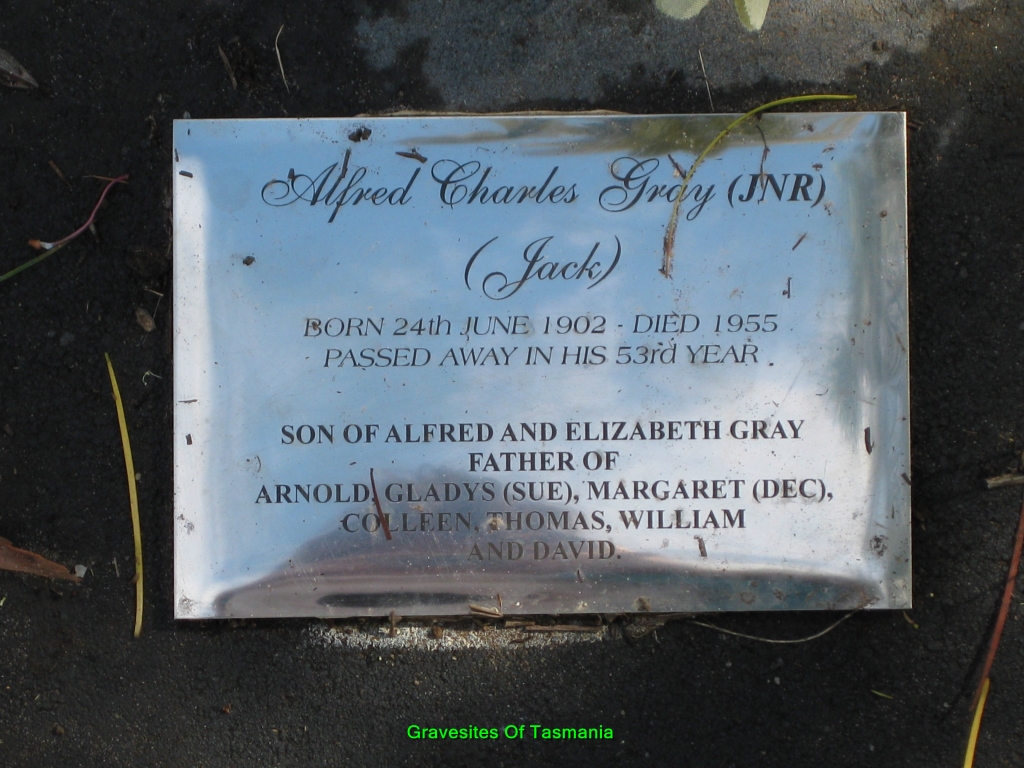 Alfred Charles Gray (JNR)
(Jack)
BORN 24th JUNE 1902 - DIED 1955
PASSED AWAY IN HIS 53rd YEAR
SON OF ALFRED AND ELIZABETH GRAY
FATHER OF
ARNOLD, GLADYS (SUE), MARGARET (DEC),
COLLEEN, THOMAS, WILLIAM
AND DAVID.
Gravesites Of Tasmania